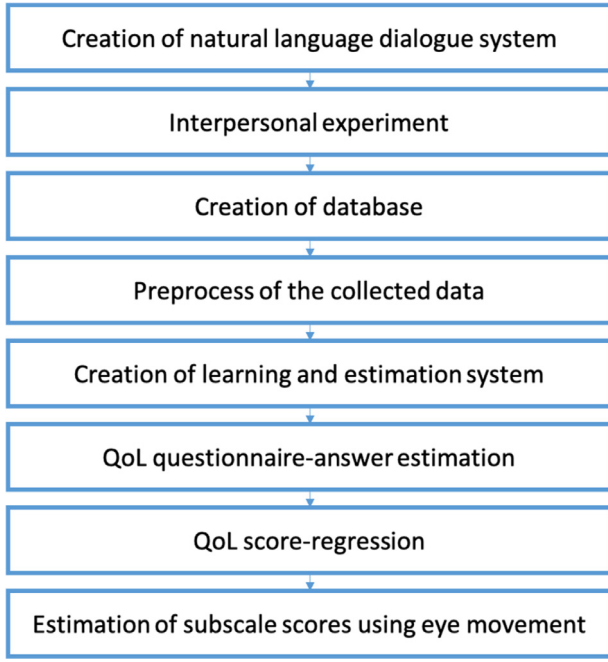 Creation of natural language dialogue system
Interpersonal experiment
Creation of database
Preprocess of the collected data
Creation of learning and estimation system
QoL questionnaire-answer estimation
QoL score-regression
Estimation of subscale scores using eye movement